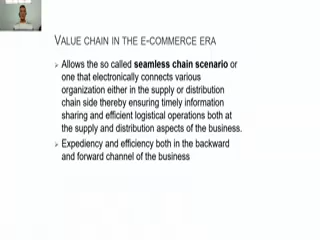 VALUE CHAIN IN THE E-COMMERCE ERA
➢ Allows the so called seamless chain scenario or
one that electronically connects various
organization either in the supply or distribution
chain side thereby ensuring timely information
sharing and efficient logistical operations both at
the supply and distribution aspects of the business.
➢ Expediency and efficiency both in the backward
and forward channel of the business